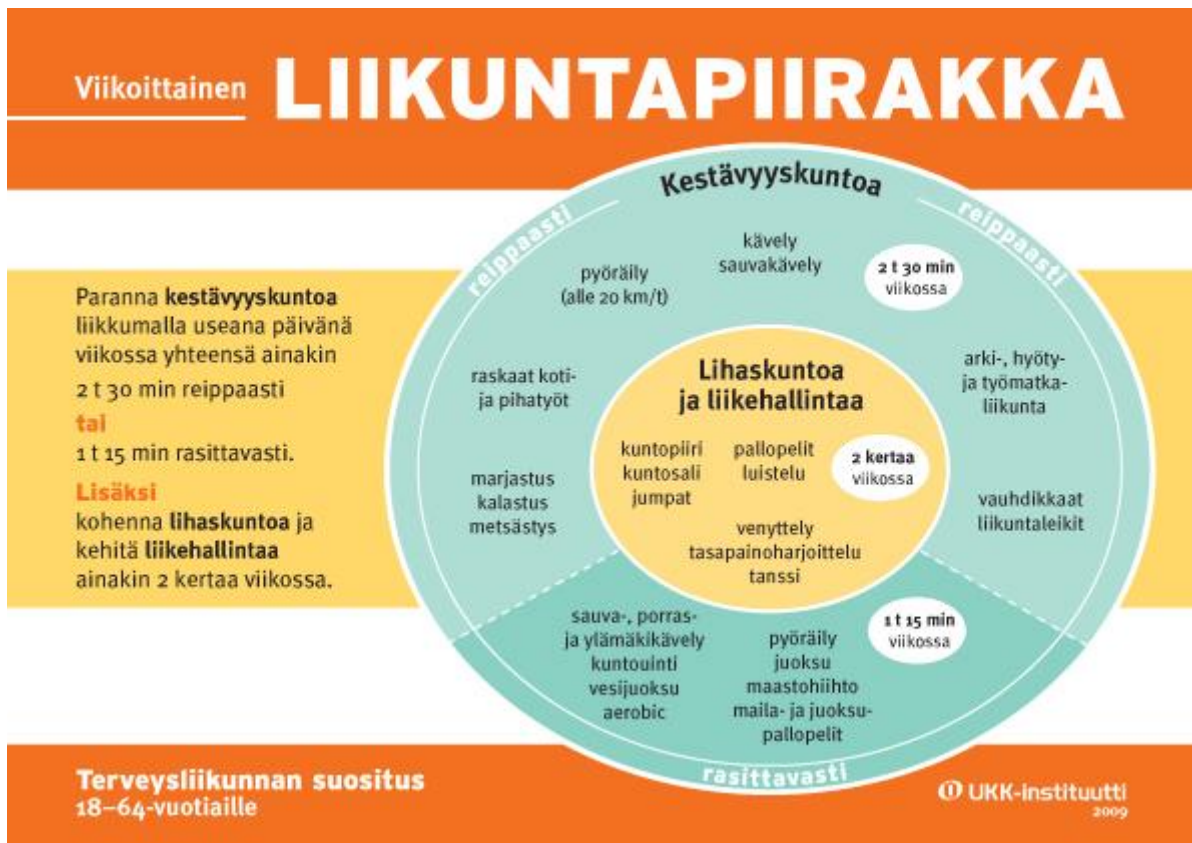 Viikoittainen LIIKUNTAPIIRAKKA
Paranna kestävyyskuntoa
liikkumalla useana päivänä
viikossa yhteensä ainakin
2 t 30 min reippaasti
tai
1 t 15 min rasittavasti.
Lisäksi
kohenna lihaskuntoa ja
kehitä liikehallintaa
ainakin 2 kertaa viikossa.
Kestävyyskuntoa
reippaasti
reippaasti
kävely
sauvakävely
2 t 30 min
viikossa
pyöräily
(alle 20 km/t)
raskaat koti-
ja pihatyöt
marjastus
kalastus
metsästys
arki-, hyöty-
ja työmatka-
liikunta
vauhdikkaat
liikuntaleikit
Lihaskuntoa
ja liikehallintaa
kuntopiiri
kuntosali
jumpat
pallopelit
luistelu
2 kertaa
viikossa
venyttely
tasapainoharjoittelu
tanssi
sauva-, porras-
ja ylämäkikävely
kuntouinti
vesijuoksu
aerobic
pyöräily
juoksu
maastohiihto
maila- ja juoksu-
pallopelit
1 t 15 min
viikossa
rasittavasti
Terveysliikunnan suositus
18–64-vuotiaille
UKK-instituutti
2009